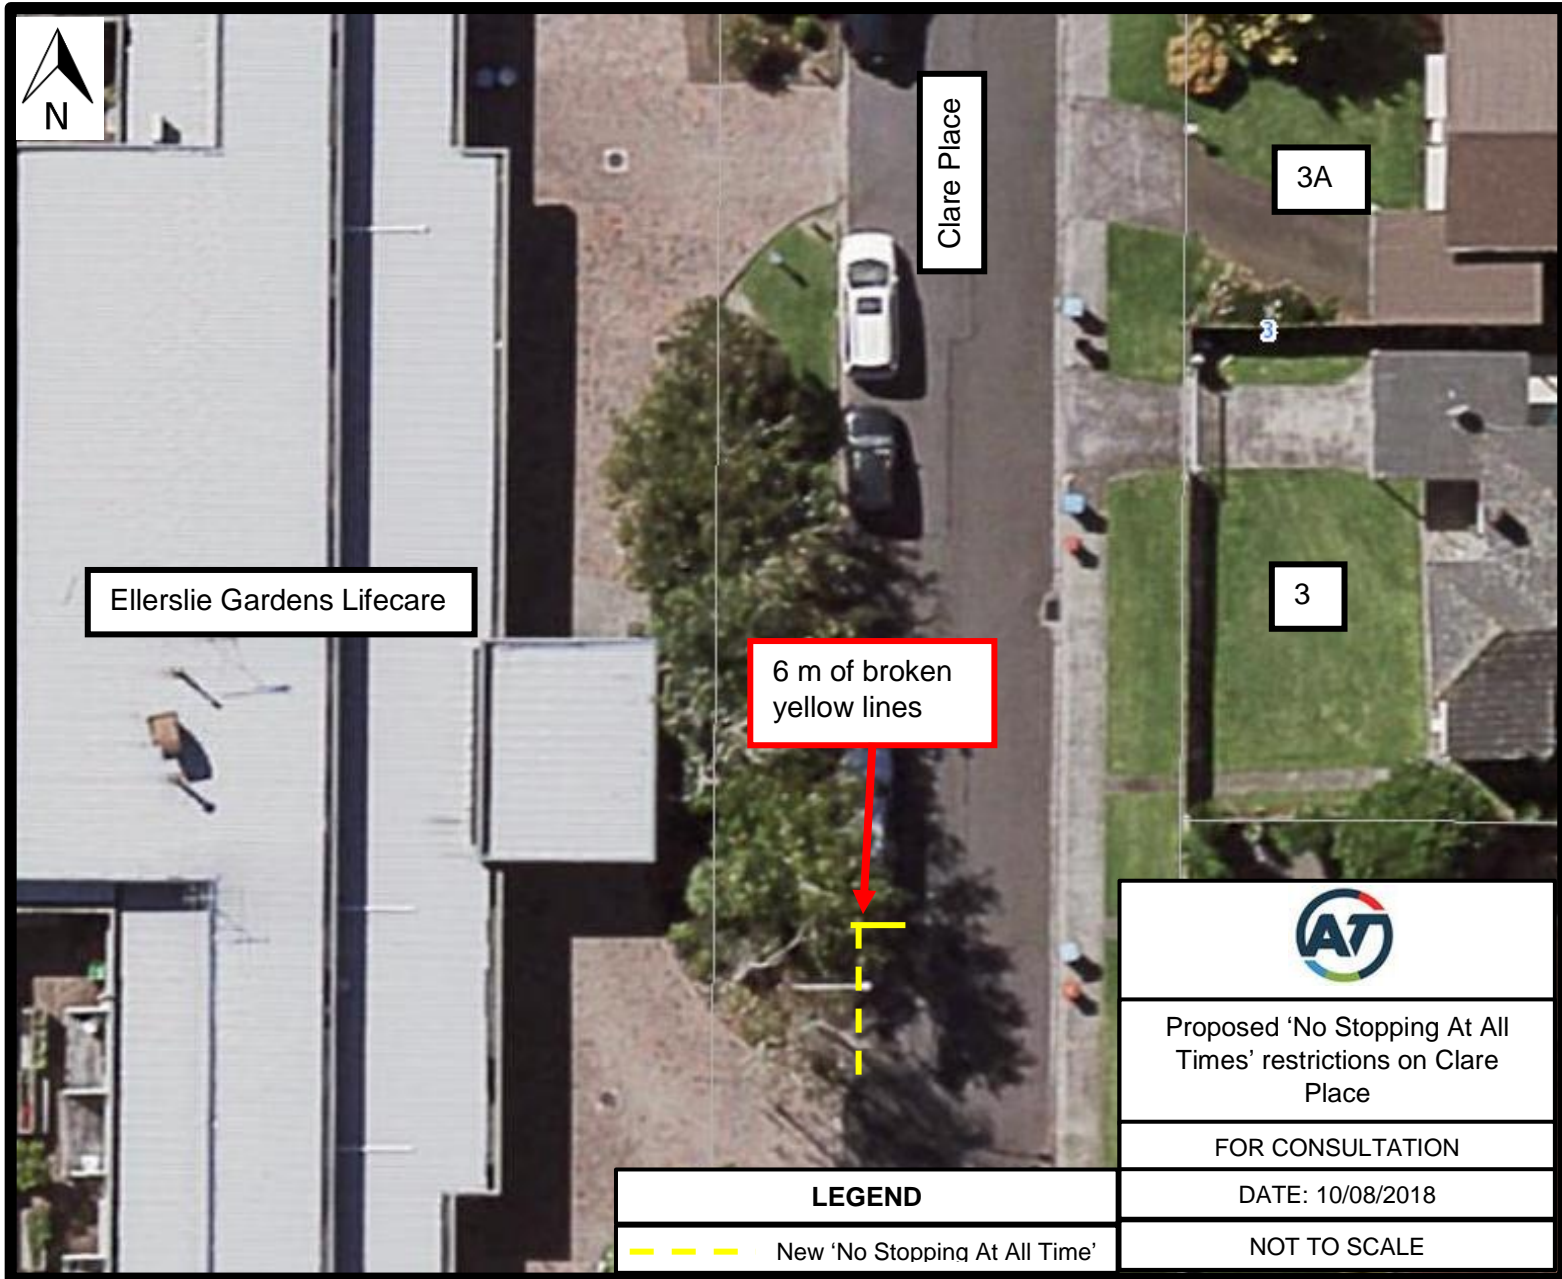 N
Clare Place
3A
3
Ellerslie Gardens Lifecare
3
6 m of broken
yellow lines
AT
Proposed ‘No Stopping At All
Times’ restrictions on Clare
Place
FOR CONSULTATION
LEGEND
DATE: 10/08/2018
New ‘No Stopping At All Time’
NOT TO SCALE